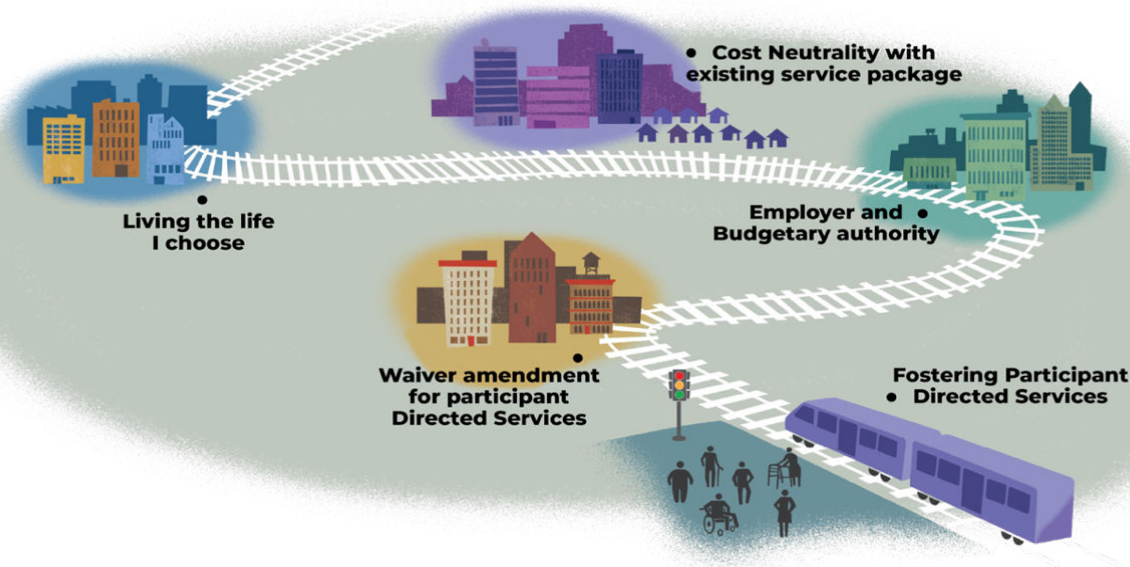 Cost Neutrality with
existing service package
Living the life
I choose
Employer and
Budgetary authority
Waiver amendment
for participant
Directed Services
Fostering Participant
Directed Services